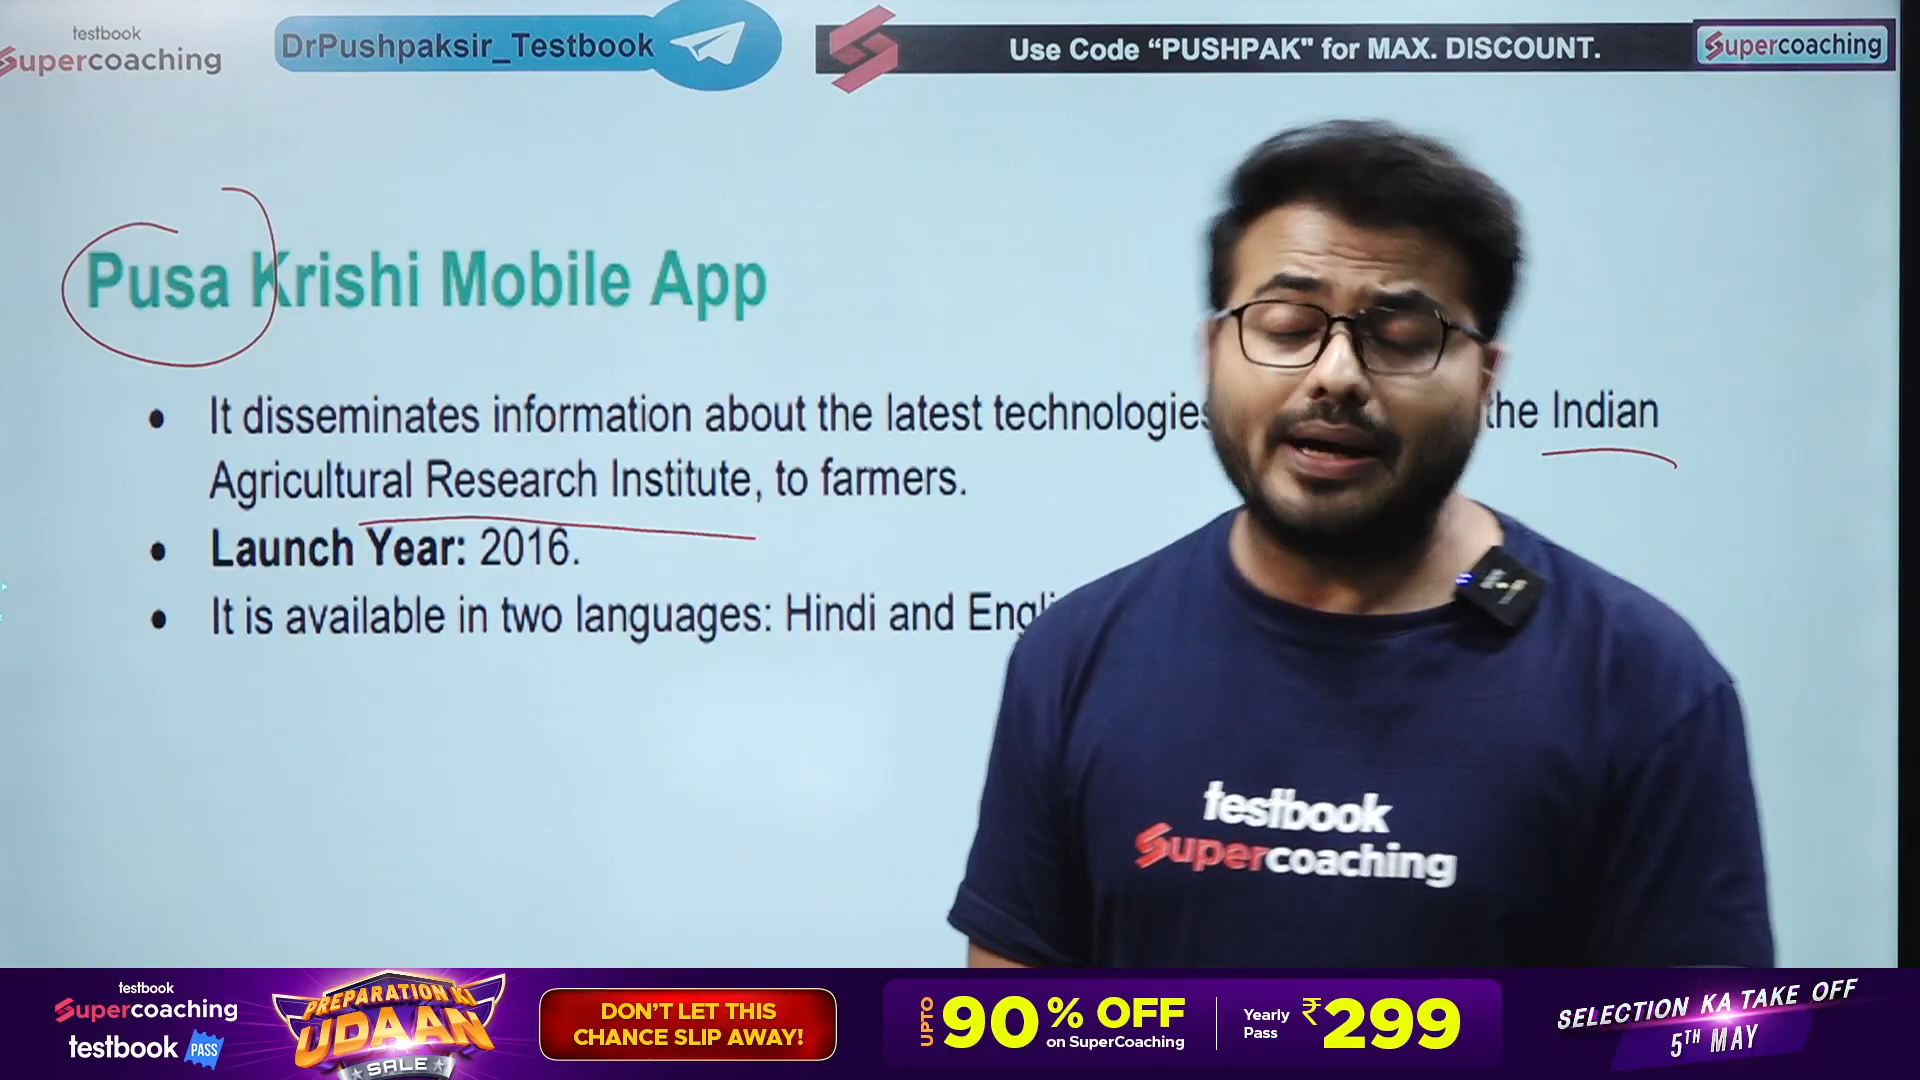 testbook
Supercoaching
DrPushpaksir_Testbook
Use Code “PUSHPAK" for MAX. DISCOUNT.
Supercoaching
Pusa Krishi Mobile App
• It disseminates information about the latest technologies the Indian
Agricultural Research Institute, to farmers.
• Launch Year: 2016.
• It is available in two languages: Hindi and Engli
testbook
Supercoaching
testbook
Supercoaching
testbook PASS
PREPARATION KI
UDAAN
SALE
DON'T LET THIS
CHANCE SLIP AWAY!
UPTO 90% OFF
on SuperCoaching
Yearly
Pass
₹299
SELECTION KA TAKE OFF
5TH MAY